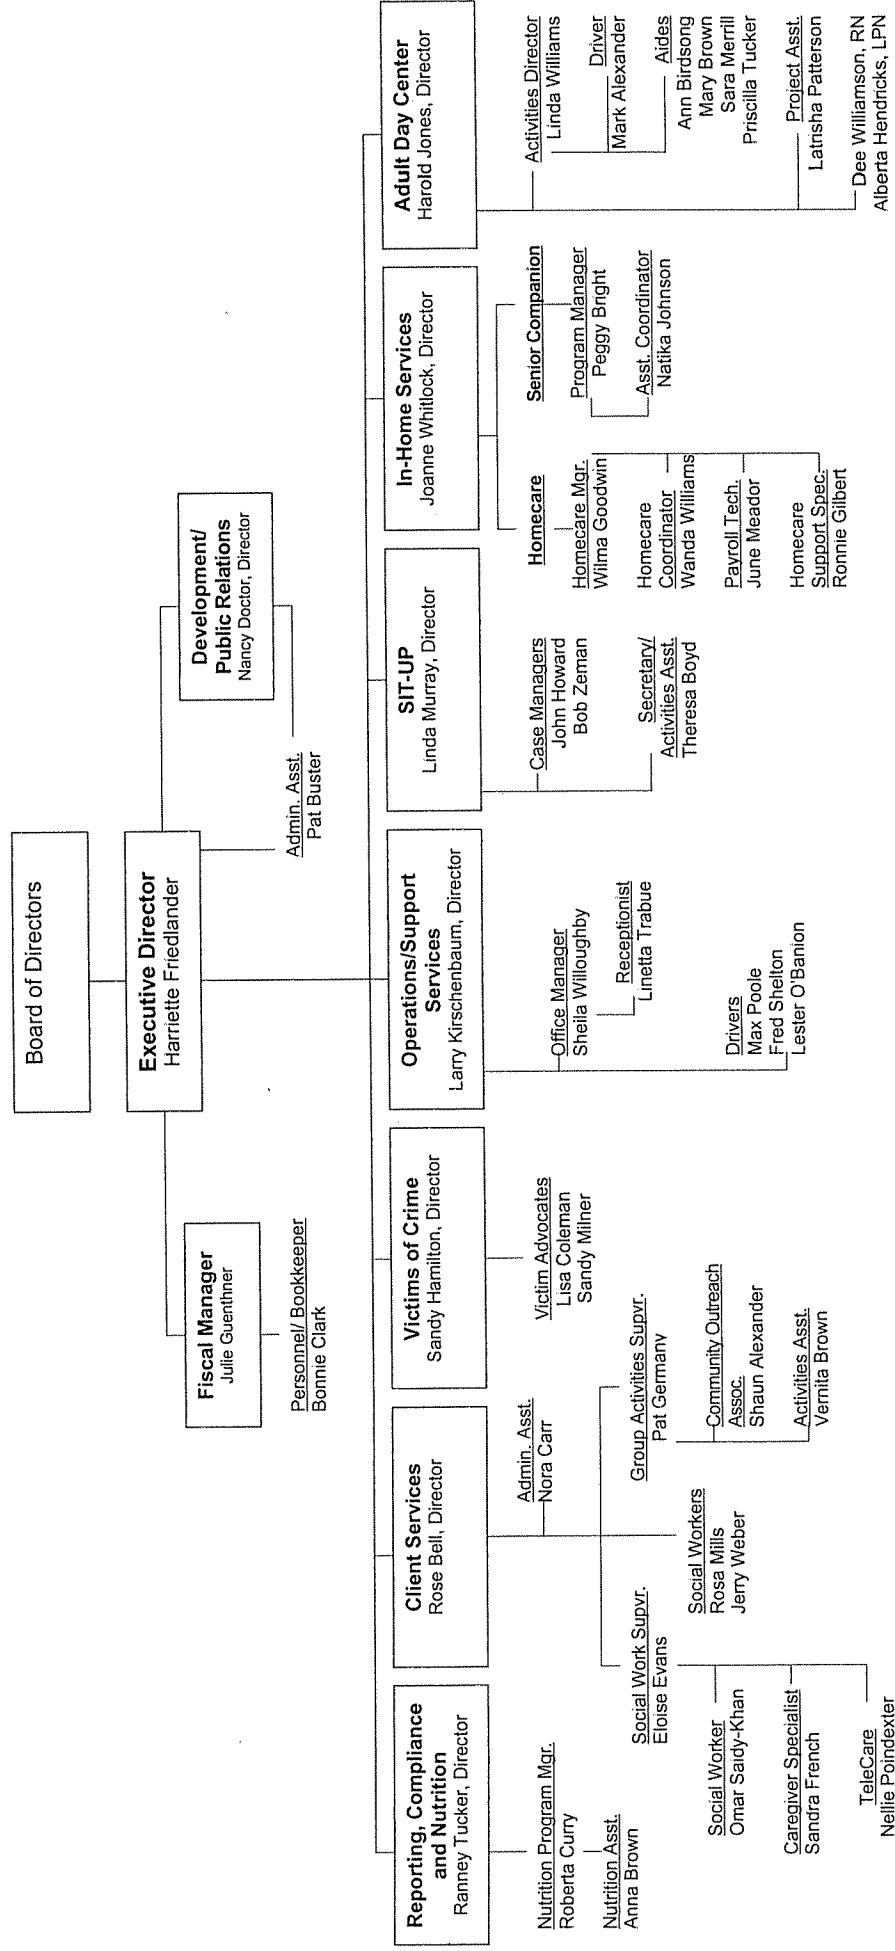 Board of Directors
Executive Director
Harriette Friedlander
Fiscal Manager
Julie Guenthner
Personnel/ Bookkeeper
Bonnie Clark
Admin. Asst.
Pat Buster
Development/
Public Relations
Nancy Doctor, Director
Reporting, Compliance
and Nutrition
Ranney Tucker, Director
Nutrition Program Mgr.
Roberta Curry
Nutrition Asst.
Anna Brown
Client Services
Rose Bell, Director
Admin. Asst.
Nora Carr
Social Work Supvr.
Eloise Evans
Social Worker
Omar Saidy-Khan
Caregiver Specialist
Sandra French
TeleCare
Nellie Poindexter
Social Workers
Rosa Mills
Jerry Weber
Group Activities Supvr.
Pat Germany
Community Outreach
Assoc.
Shaun Alexander
Activities Asst.
Vernita Brown
Victims of Crime
Sandy Hamilton, Director
Victim Advocates
Lisa Coleman
Sandy Milner
Operations/Support
Services
Larry Kirschenbaum, Director
Office Manager
Sheila Willoughby
Receptionist
Linetta Trabue
Drivers
Max Poole
Fred Shelton
Lester O'Banion
SIT-UP
Linda Murray, Director
Case Managers
John Howard
Bob Zeman
Secretary/
Activities Asst.
Theresa Boyd
In-Home Services
Joanne Whitlock, Director
Homecare
Homecare Mgr.
Wilma Goodwin
Homecare
Coordinator
Wanda Williams
Payroll Tech.
June Meador
Homecare
Support Spec.
Ronnie Gilbert
Senior Companion
Program Manager
Peggy Bright
Asst. Coordinator
Natika Johnson
Adult Day Center
Harold Jones, Director
Activities Director
Linda Williams
Driver
Mark Alexander
Aides
Ann Birdsong
Mary Brown
Sara Merrill
Priscilla Tucker
Project Asst.
Latrisha Patterson
Dee Williamson, RN
Alberta Hendricks, LPN